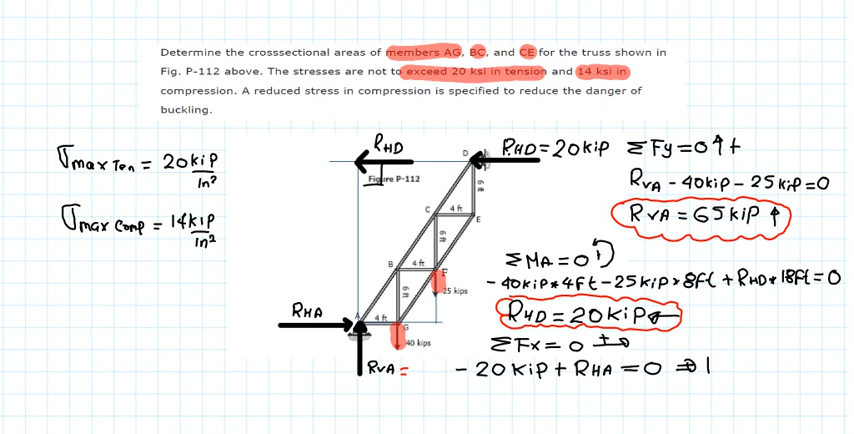 Determine the crosssectional areas of members AG, BC, and CE for the truss shown in
Fig. P-112 above. The stresses are not to exceed 20 ksi in tension and 14 ksi in
compression. A reduced stress in compression is specified to reduce the danger of
buckling.
σmax Ten = 20kip/in²
σmax comp = 14kip/in²
RHD
Figure P-112
D
RHD=20kip
6 ft
C
4 ft
E
6 ft
B
4 ft
F
25 kips
6 ft
RHA
A
4 ft
G
40 kips
RVA=
ΣFy=0↑+
RVA-40kip-25kip=0
RVA=65kip↑
ΣMA=0
-40kip*4ft-25kip*8ft+RHD*18ft=0
RHD=20kip←
ΣFx=0 +→
-20kip+RHA=0 ⇒